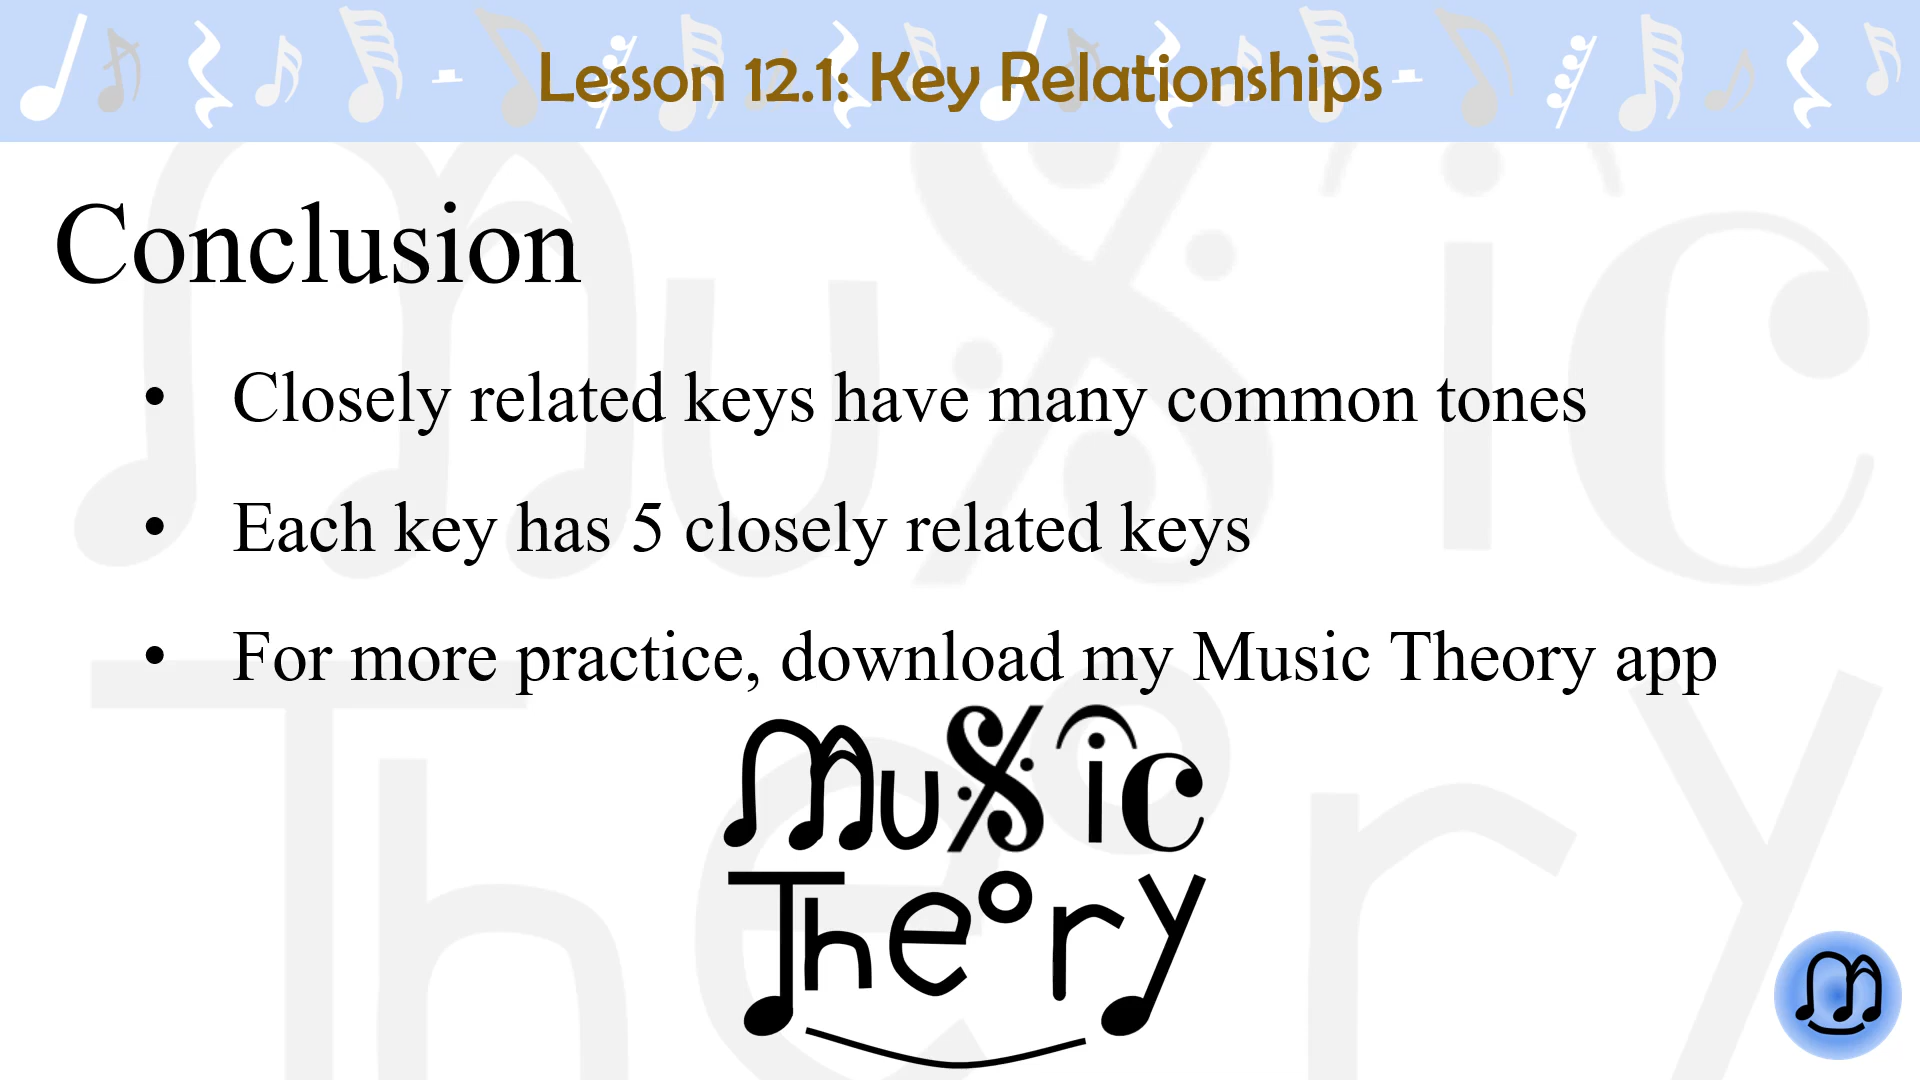 Lesson 12.1: Key Relationships
Conclusion
• Closely related keys have many common tones
• Each key has 5 closely related keys
• For more practice, download my Music Theory app
Music
Theory